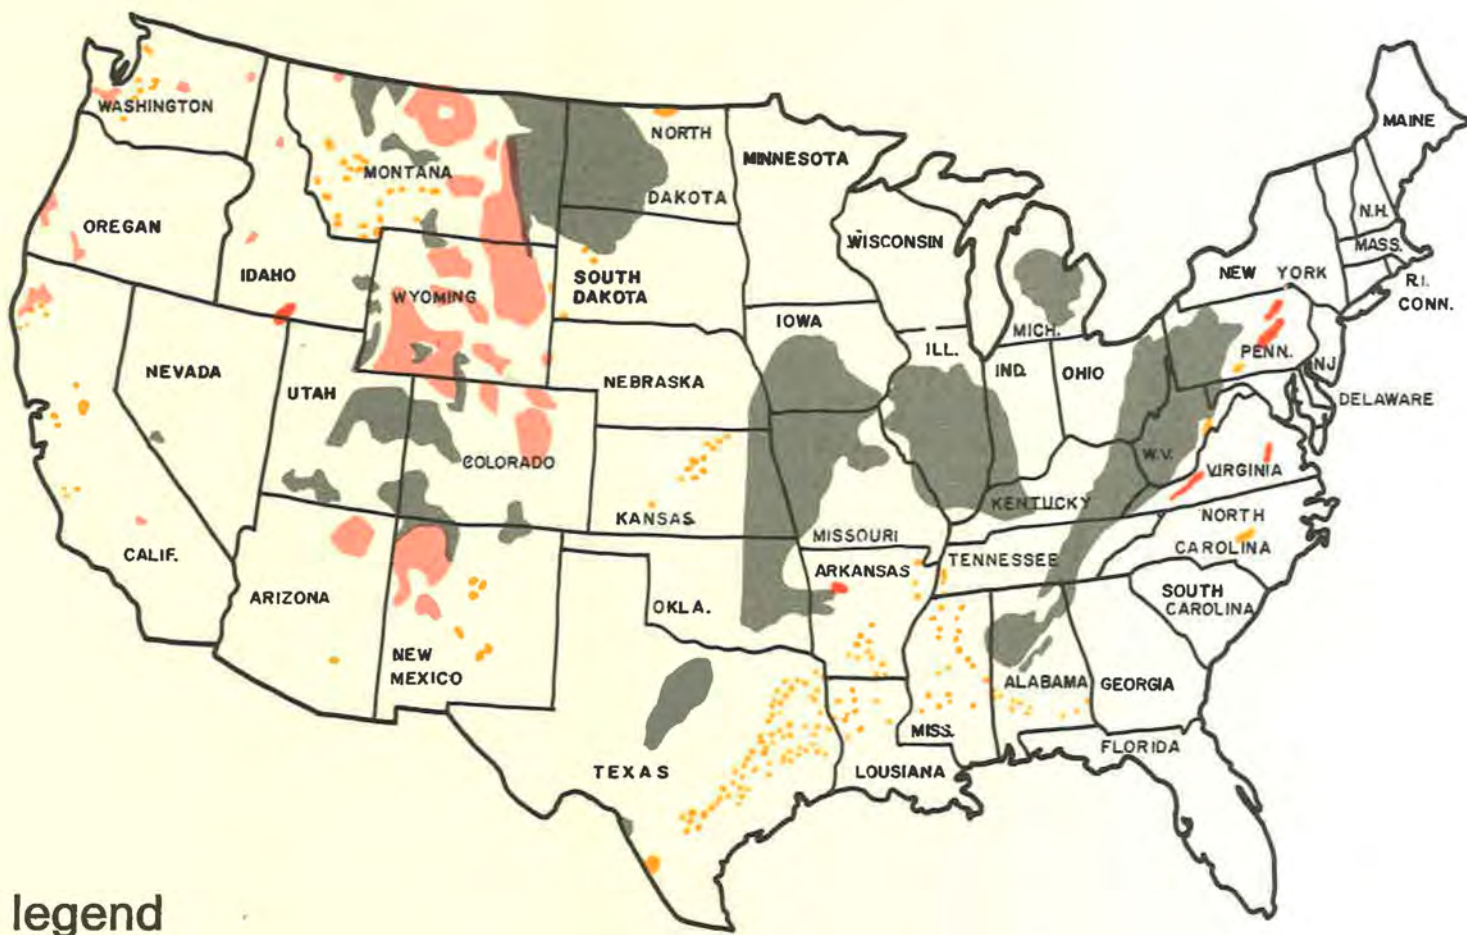 MAINE
WASHINGTON
NORTH
DAKOTA
MINNESOTA
MONTANA
N.H.
OREGAN
WISCONSIN
MASS.
IDAHO
SOUTH
DAKOTA
NEW YORK
R.I.
CONN.
WYOMING
IOWA
MICH.
ILL.
PENN.
NJ
NEVADA
UTAH
NEBRASKA
IND.
OHIO
DELAWARE
COLORADO
W.V.
VIRGINIA
KANSAS
KENTUCKY
NORTH
CAROLINA
MISSOURI
CALIF.
TENNESSEE
ARKANSAS
ARIZONA
OKLA.
SOUTH
CAROLINA
NEW
MEXICO
ALABAMA
GEORGIA
MISS.
FLORIDA
TEXAS
LOUSIANA
legend